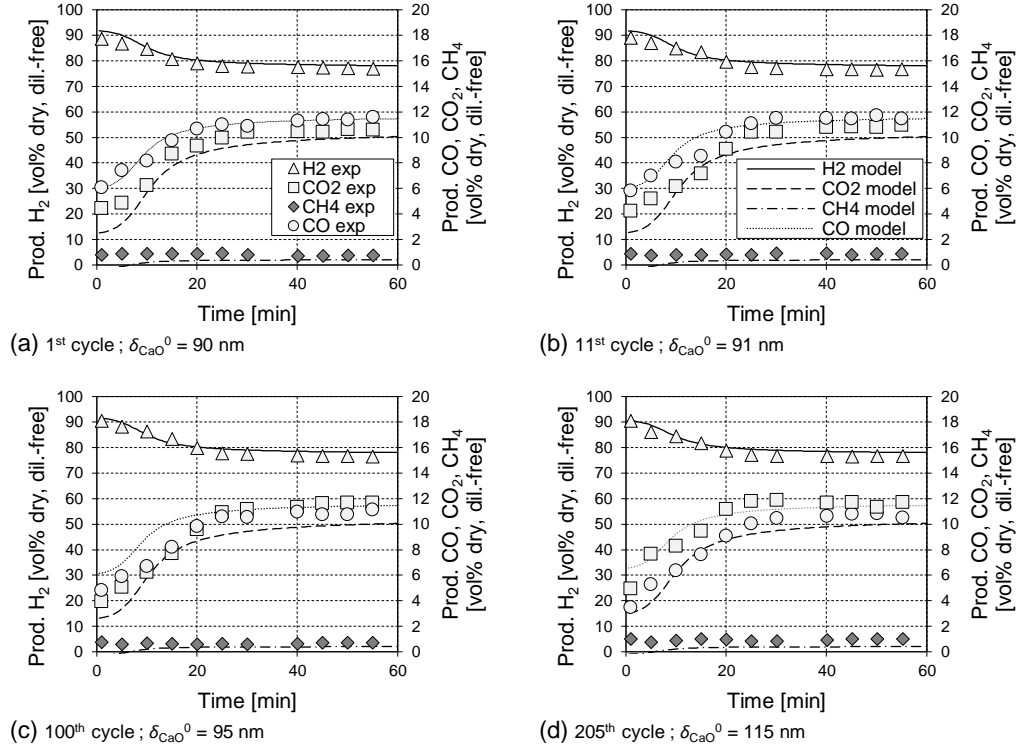 Prod. H2 [vol% dry, dil.-free]
100
90
80
70
60
50
40
30
20
10
0
20
18
16
14
12
10
8
6
4
2
0
Prod. CO, CO2, CH4
[vol% dry, dil.-free]
H2 exp
CO2 exp
CH4 exp
CO exp
0 20 40 60
Time [min]
(a) 1st cycle ; δCaO0 = 90 nm
Prod. H2 [vol% dry, dil.-free]
100
90
80
70
60
50
40
30
20
10
0
20
18
16
14
12
10
8
6
4
2
0
Prod. CO, CO2, CH4
[vol% dry, dil.-free]
H2 model
CO2 model
CH4 model
CO model
0 20 40 60
Time [min]
(b) 11st cycle ; δCaO0 = 91 nm
Prod. H2 [vol% dry, dil.-free]
100
90
80
70
60
50
40
30
20
10
0
20
18
16
14
12
10
8
6
4
2
0
Prod. CO, CO2, CH4
[vol% dry, dil.-free]
0 20 40 60
Time [min]
(c) 100th cycle ; δCaO0 = 95 nm
Prod. H2 [vol% dry, dil.-free]
100
90
80
70
60
50
40
30
20
10
0
20
18
16
14
12
10
8
6
4
2
0
Prod. CO, CO2, CH4
[vol% dry, dil.-free]
0 20 40 60
Time [min]
(d) 205th cycle ; δCaO0 = 115 nm